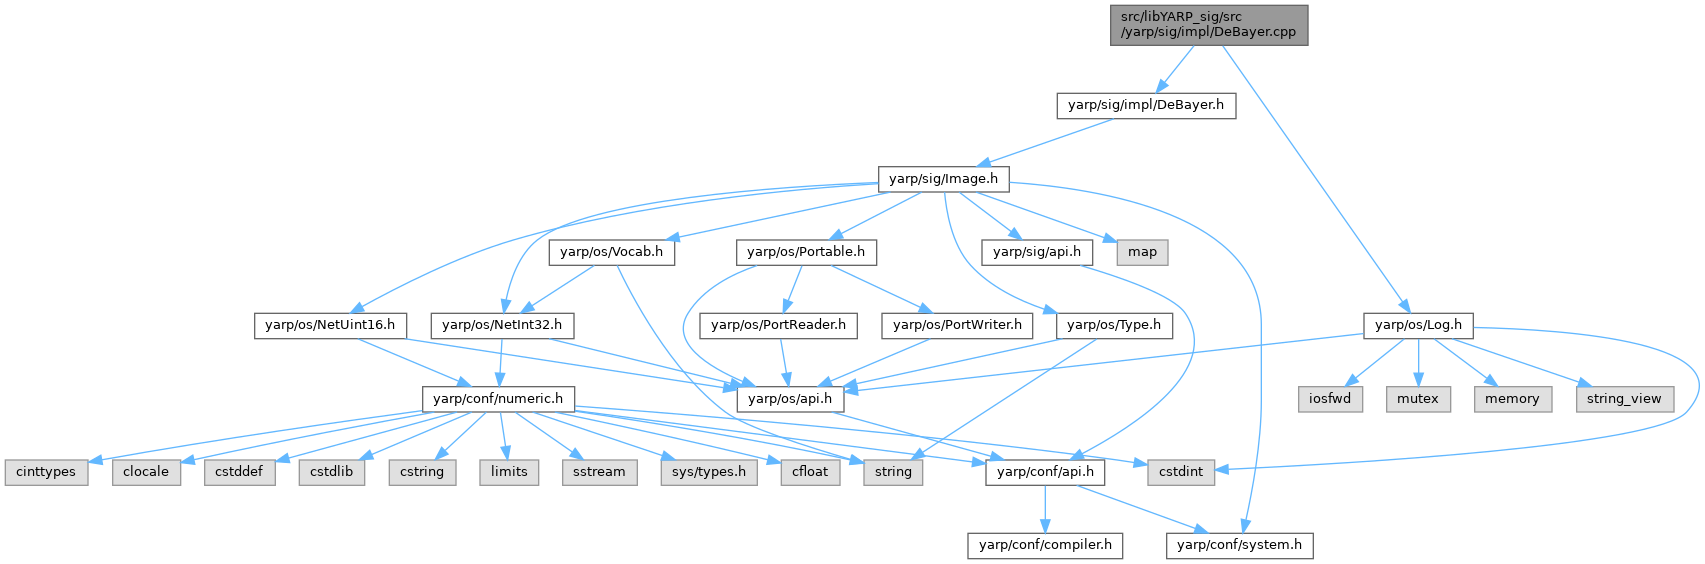 src/libYARP_sig/src
/yarp/sig/impl/DeBayer.cpp
yarp/sig/impl/DeBayer.h
yarp/sig/Image.h
yarp/os/Vocab.h
yarp/os/Portable.h
yarp/sig/api.h
map
yarp/os/NetUint16.h
yarp/os/NetInt32.h
yarp/os/PortReader.h
yarp/os/PortWriter.h
yarp/os/Type.h
yarp/os/Log.h
yarp/conf/numeric.h
yarp/os/api.h
iosfwd
mutex
memory
string_view
cinttypes
clocale
cstddef
cstdlib
cstring
limits
sstream
sys/types.h
cfloat
string
yarp/conf/api.h
cstdint
yarp/conf/compiler.h
yarp/conf/system.h